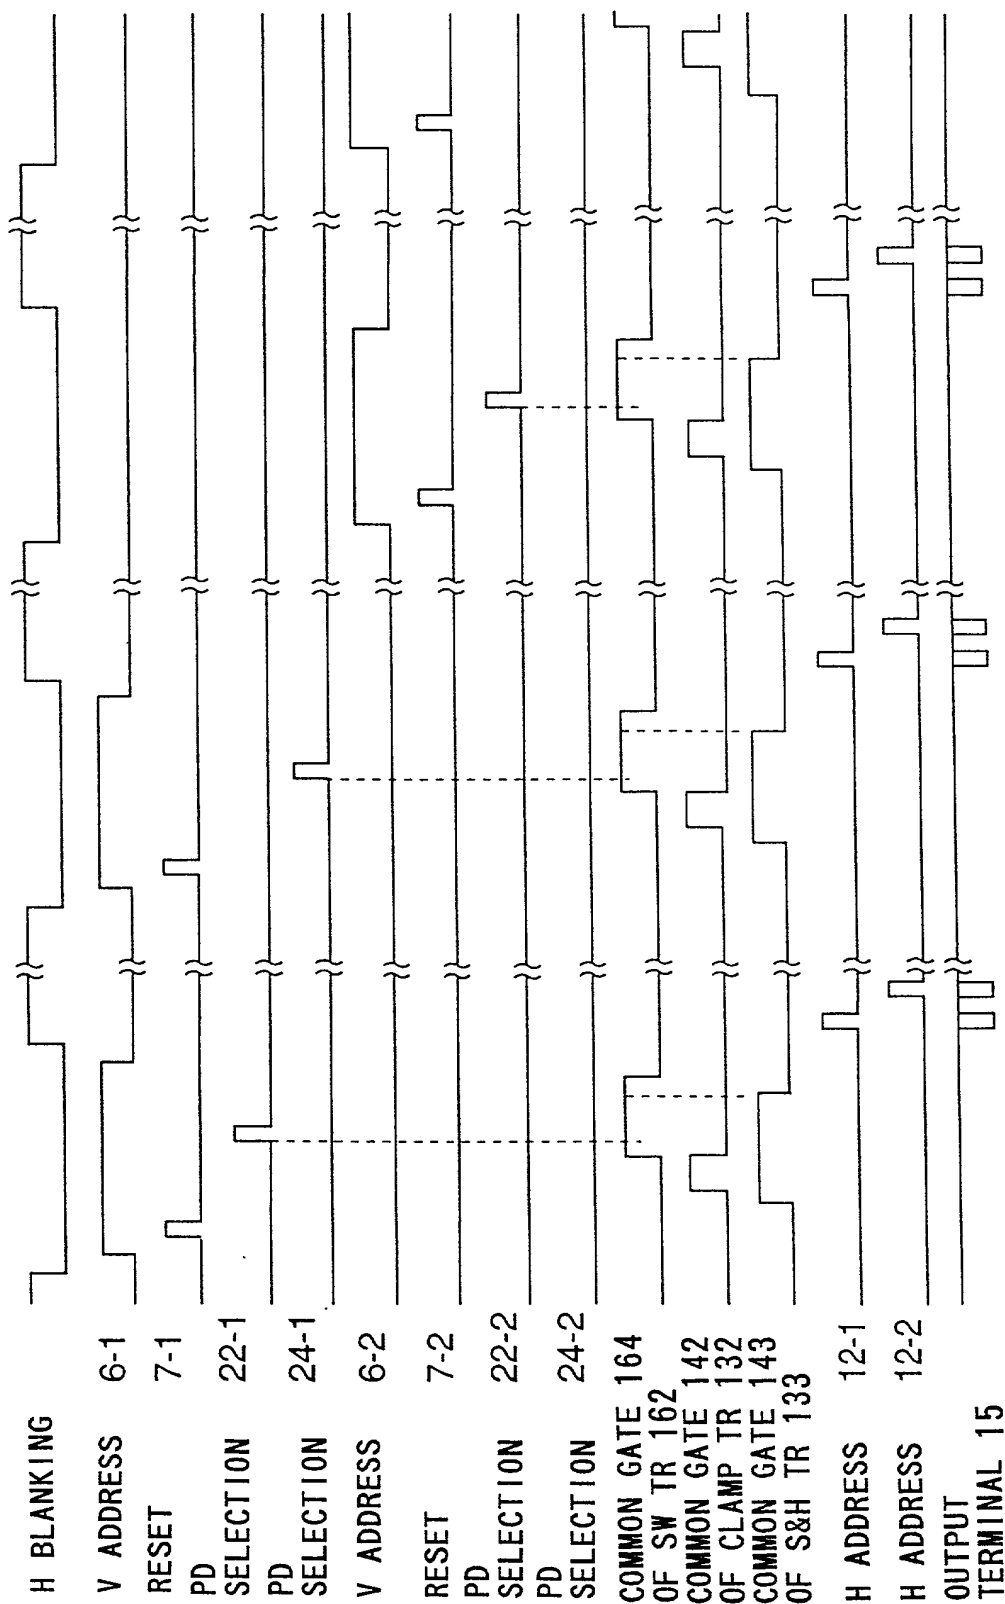 H BLANKING
V ADDRESS 6-1
RESET 7-1
PD
SELECTION 22-1
PD
SELECTION 24-1
V ADDRESS 6-2
RESET 7-2
PD
SELECTION 22-2
PD
SELECTION 24-2
COMMON GATE 164
OF SW TR 162
COMMON GATE 142
OF CLAMP TR 132
COMMON GATE 143
OF S&H TR 133
H ADDRESS 12-1
H ADDRESS 12-2
OUTPUT
TERMINAL 15